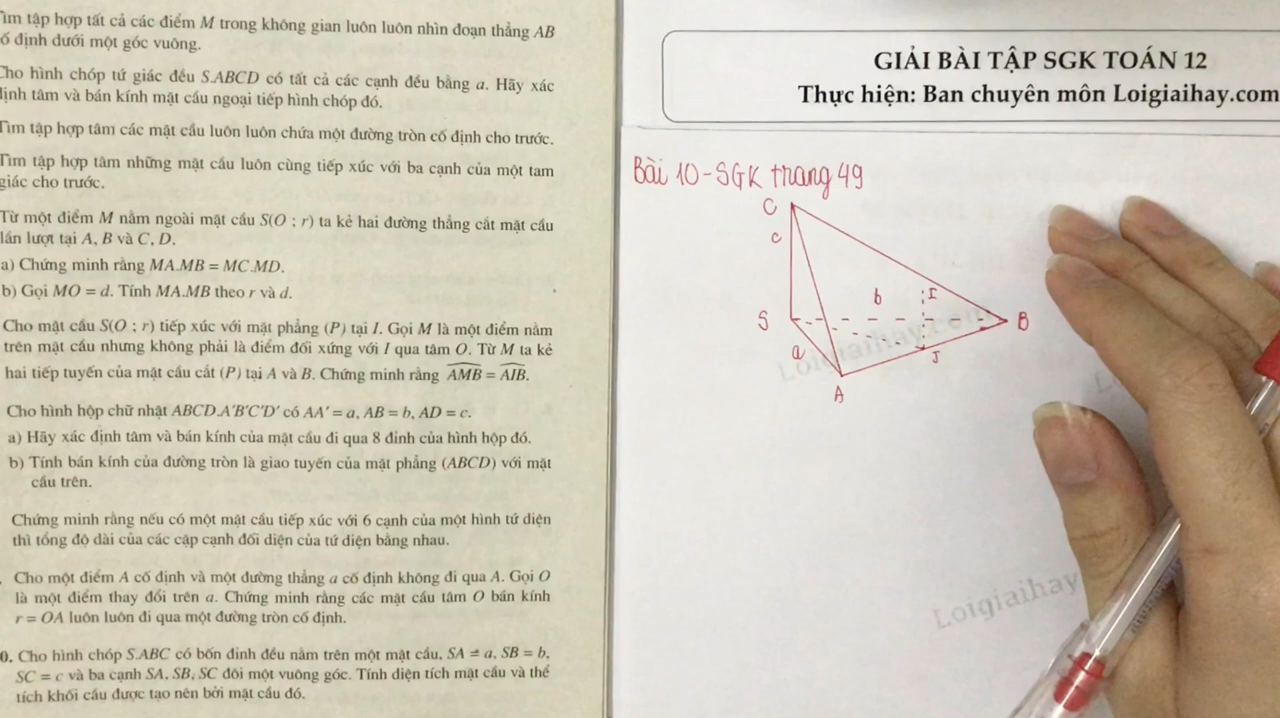 Tìm tập hợp tất cả các điểm M trong không gian luôn luôn nhìn đoạn thẳng AB
cố định dưới một góc vuông.
Cho hình chóp tứ giác đều S.ABCD có tất cả các cạnh đều bằng a. Hãy xác
định tâm và bán kính mặt cầu ngoại tiếp hình chóp đó.
Tìm tập hợp tâm các mặt cầu luôn luôn chứa một đường tròn cố định cho trước.
Tìm tập hợp tâm những mặt cầu luôn cùng tiếp xúc với ba cạnh của một tam
giác cho trước.
Từ một điểm M nằm ngoài mặt cầu S(O ; r) ta kẻ hai đường thẳng cắt mặt cầu
lần lượt tại A, B và C, D.
a) Chứng minh rằng MA.MB = MC.MD.
b) Gọi MO = d. Tính MA.MB theo r và d.
Cho mặt cầu S(O ; r) tiếp xúc với mặt phẳng (P) tại I. Gọi M là một điểm nằm
trên mặt cầu nhưng không phải là điểm đối xứng với I qua tâm O. Từ M ta kẻ
hai tiếp tuyến của mặt cầu cắt (P) tại A và B. Chứng minh rằng AMB = AIB.
Cho hình hộp chữ nhật ABCD.A'B'C'D' có AA' = a, AB = b, AD = c.
a) Hãy xác định tâm và bán kính của mặt cầu đi qua 8 đỉnh của hình hộp đó.
b) Tính bán kính của đường tròn là giao tuyến của mặt phẳng (ABCD) với mặt
cầu trên.
Chứng minh rằng nếu có một mặt cầu tiếp xúc với 6 cạnh của một hình tứ diện
thì tổng độ dài của các cặp cạnh đối diện của tứ diện bằng nhau.
Cho một điểm A cố định và một đường thẳng a cố định không đi qua A. Gọi O
là một điểm thay đổi trên a. Chứng minh rằng các mặt cầu tâm O bán kính
r = OA luôn luôn đi qua một đường tròn cố định.
0. Cho hình chóp S.ABC có bốn đỉnh đều nằm trên một mặt cầu, SA = a, SB = b,
SC = c và ba cạnh SA, SB, SC đôi một vuông góc. Tính diện tích mặt cầu và thể
tích khối cầu được tạo nên bởi mặt cầu đó.
GIẢI BÀI TẬP SGK TOÁN 12
Thực hiện: Ban chuyên môn Loigiaihay.com
Bài 10 - SGK trang 49
C
c
b
I
S
B
a
J
A
Loigiaihay.com
Loigiaihay